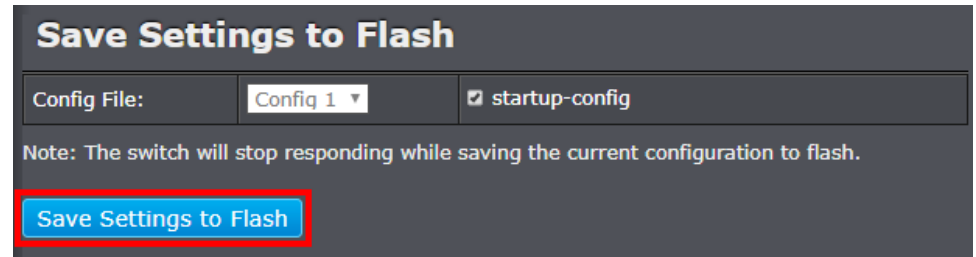 Save Settings to Flash
Config File: Config 1 startup-config
Note: The switch will stop responding while saving the current configuration to flash.
Save Settings to Flash